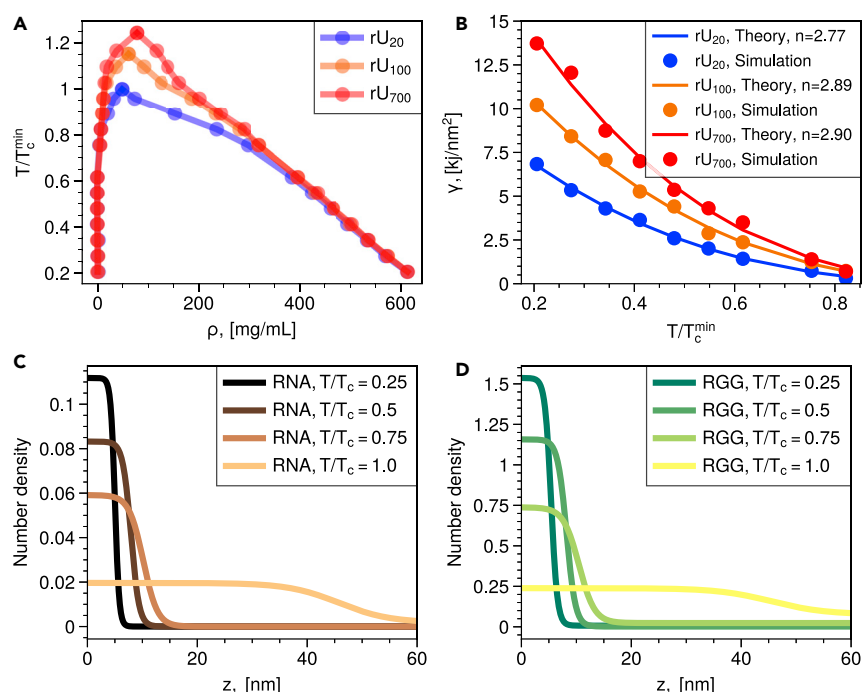 A
T/T_c^min
1.2
1
0.8
0.6
0.4
0.2
0
200
400
600
ρ, [mg/mL]
rU₂₀
rU₁₀₀
rU₇₀₀
B
γ, [kj/nm²]
15
12.5
10
7.5
5
2.5
0
0.2
0.4
0.6
0.8
T/T_c^min
rU₂₀, Theory, n=2.77
rU₂₀, Simulation
rU₁₀₀, Theory, n=2.89
rU₁₀₀, Simulation
rU₇₀₀, Theory, n=2.90
rU₇₀₀, Simulation
C
Number density
0.1
0.08
0.06
0.04
0.02
0
0
20
40
60
z, [nm]
RNA, T/T_c = 0.25
RNA, T/T_c = 0.5
RNA, T/T_c = 0.75
RNA, T/T_c = 1.0
D
Number density
1.5
1.25
1
0.75
0.5
0.25
0
0
20
40
60
z, [nm]
RGG, T/T_c = 0.25
RGG, T/T_c = 0.5
RGG, T/T_c = 0.75
RGG, T/T_c = 1.0